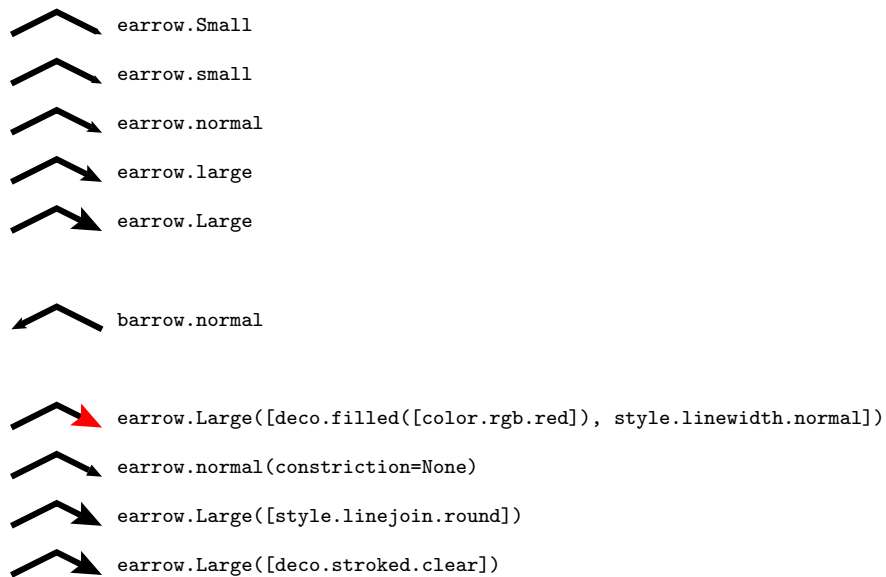 earrow.Small
earrow.small
earrow.normal
earrow.large
earrow.Large
barrow.normal
earrow.Large([deco.filled([color.rgb.red]), style.linewidth.normal])
earrow.normal(constriction=None)
earrow.Large([style.linejoin.round])
earrow.Large([deco.stroked.clear])